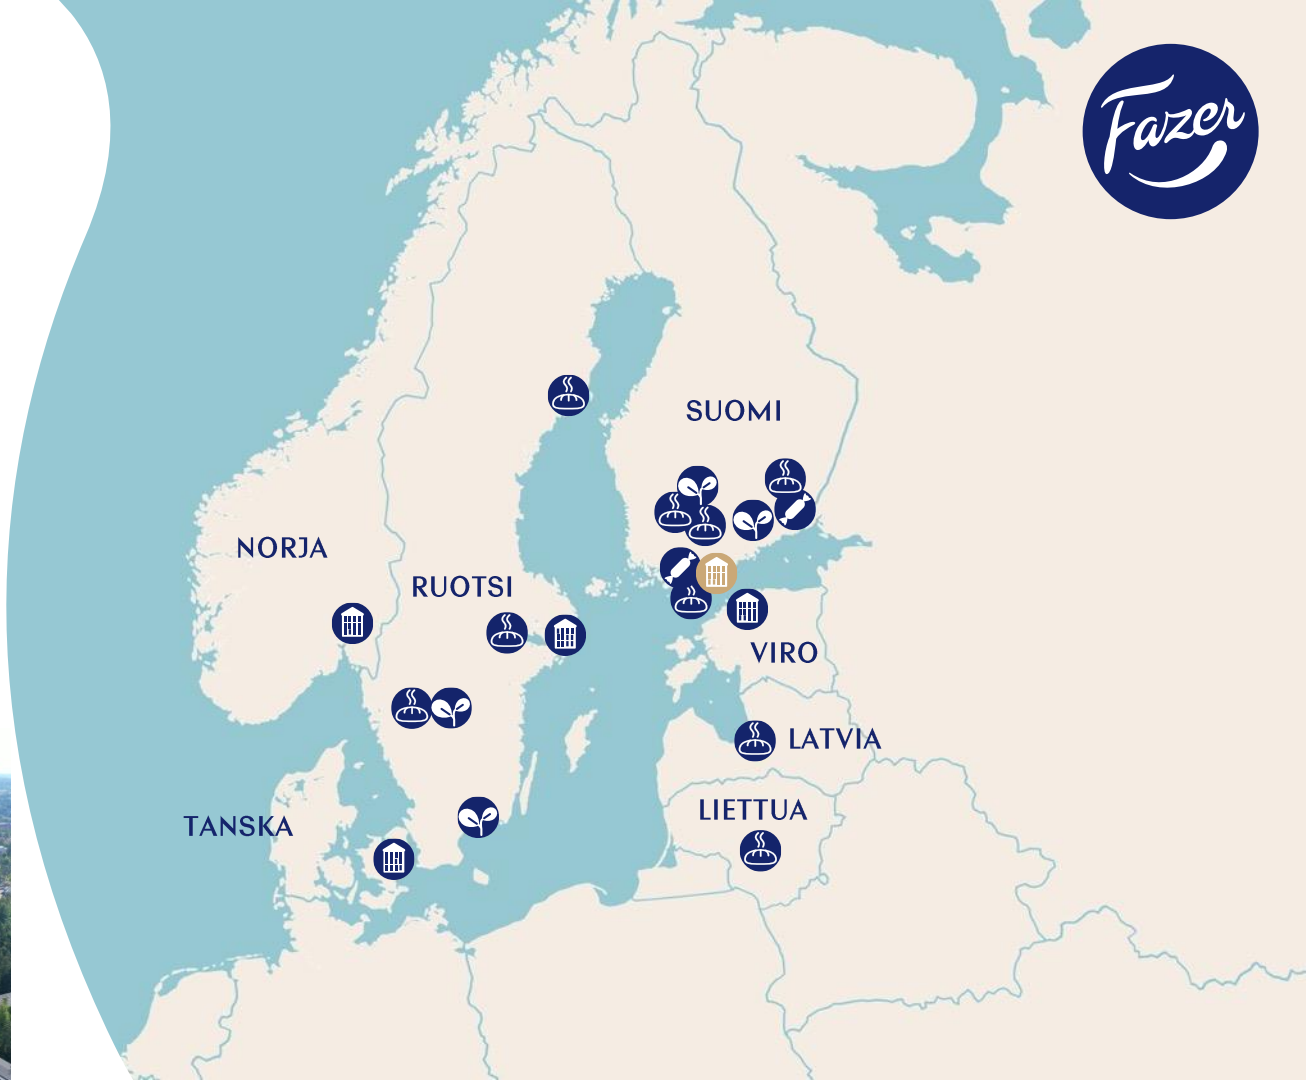 Fazer
SUOMI
NORJA
RUOTSI
VIRO
LATVIA
LIETTUA
TANSKA